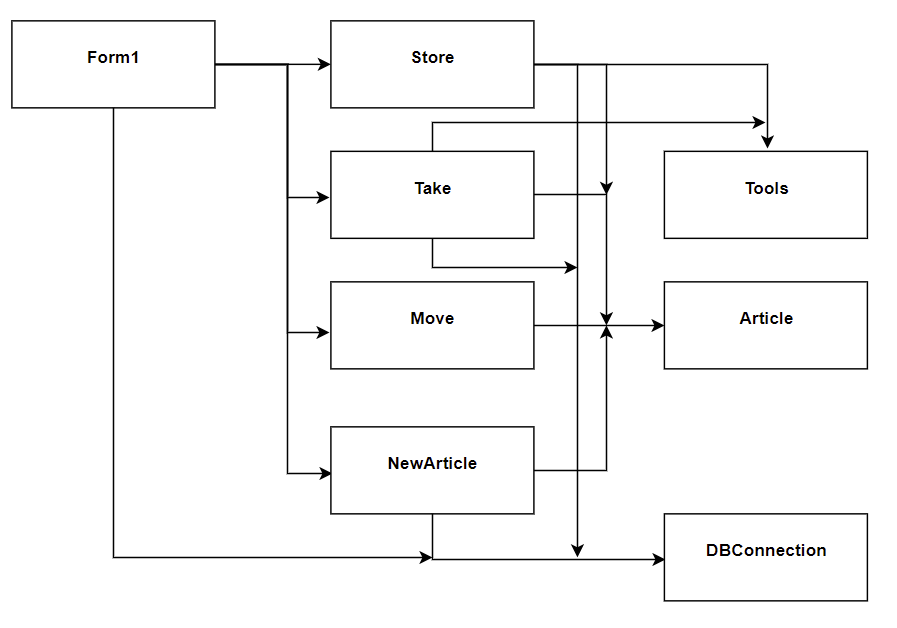 Form1
Store
Take
Tools
Move
Article
NewArticle
DBConnection